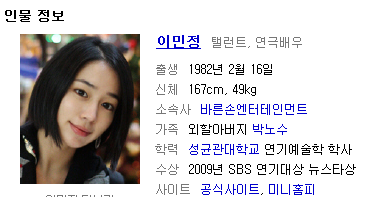 인물 정보
이민정 탤런트, 연극배우
출생 1982년 2월 16일
신체 167cm, 49kg
소속사 바른손엔터테인먼트
가족 외할아버지 박노수
학력 성균관대학교 연기예술학 학사
수상 2009년 SBS 연기대상 뉴스타상
사이트 공식사이트, 미니홈피